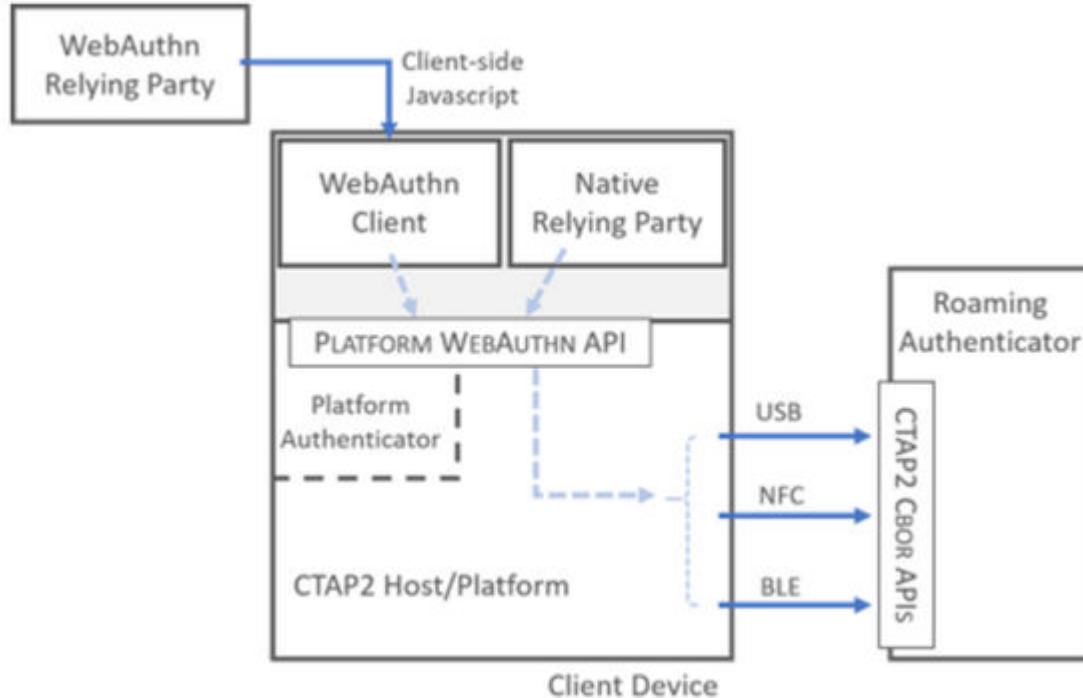 WebAuthn
Relying Party
Client-side
Javascript
WebAuthn
Client
Native
Relying Party
PLATFORM WEBAUTHN API
Platform
Authenticator
CTAP2 Host/Platform
Client Device
USB
NFC
BLE
Roaming
Authenticator
CTAP2 CBOR APIS